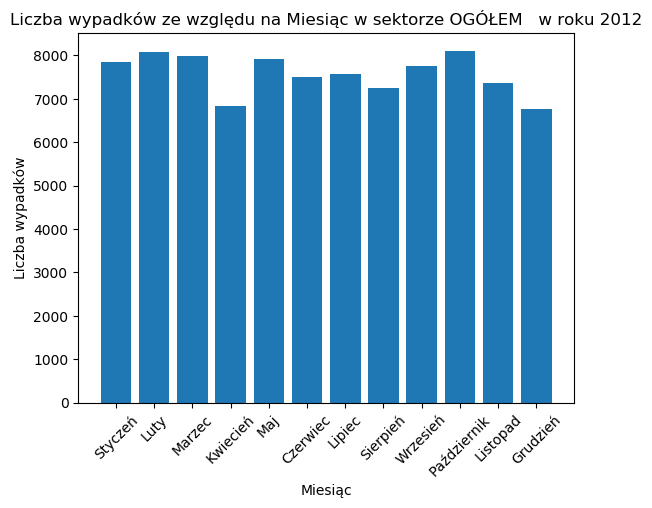 Liczba wypadków ze względu na Miesiąc w sektorze OGÓŁEM   w roku 2012
Liczba wypadków
8000
7000
6000
5000
4000
3000
2000
1000
0
Styczeń
Luty
Marzec
Kwiecień
Maj
Czerwiec
Lipiec
Sierpień
Wrzesień
Październik
Listopad
Grudzień
Miesiąc